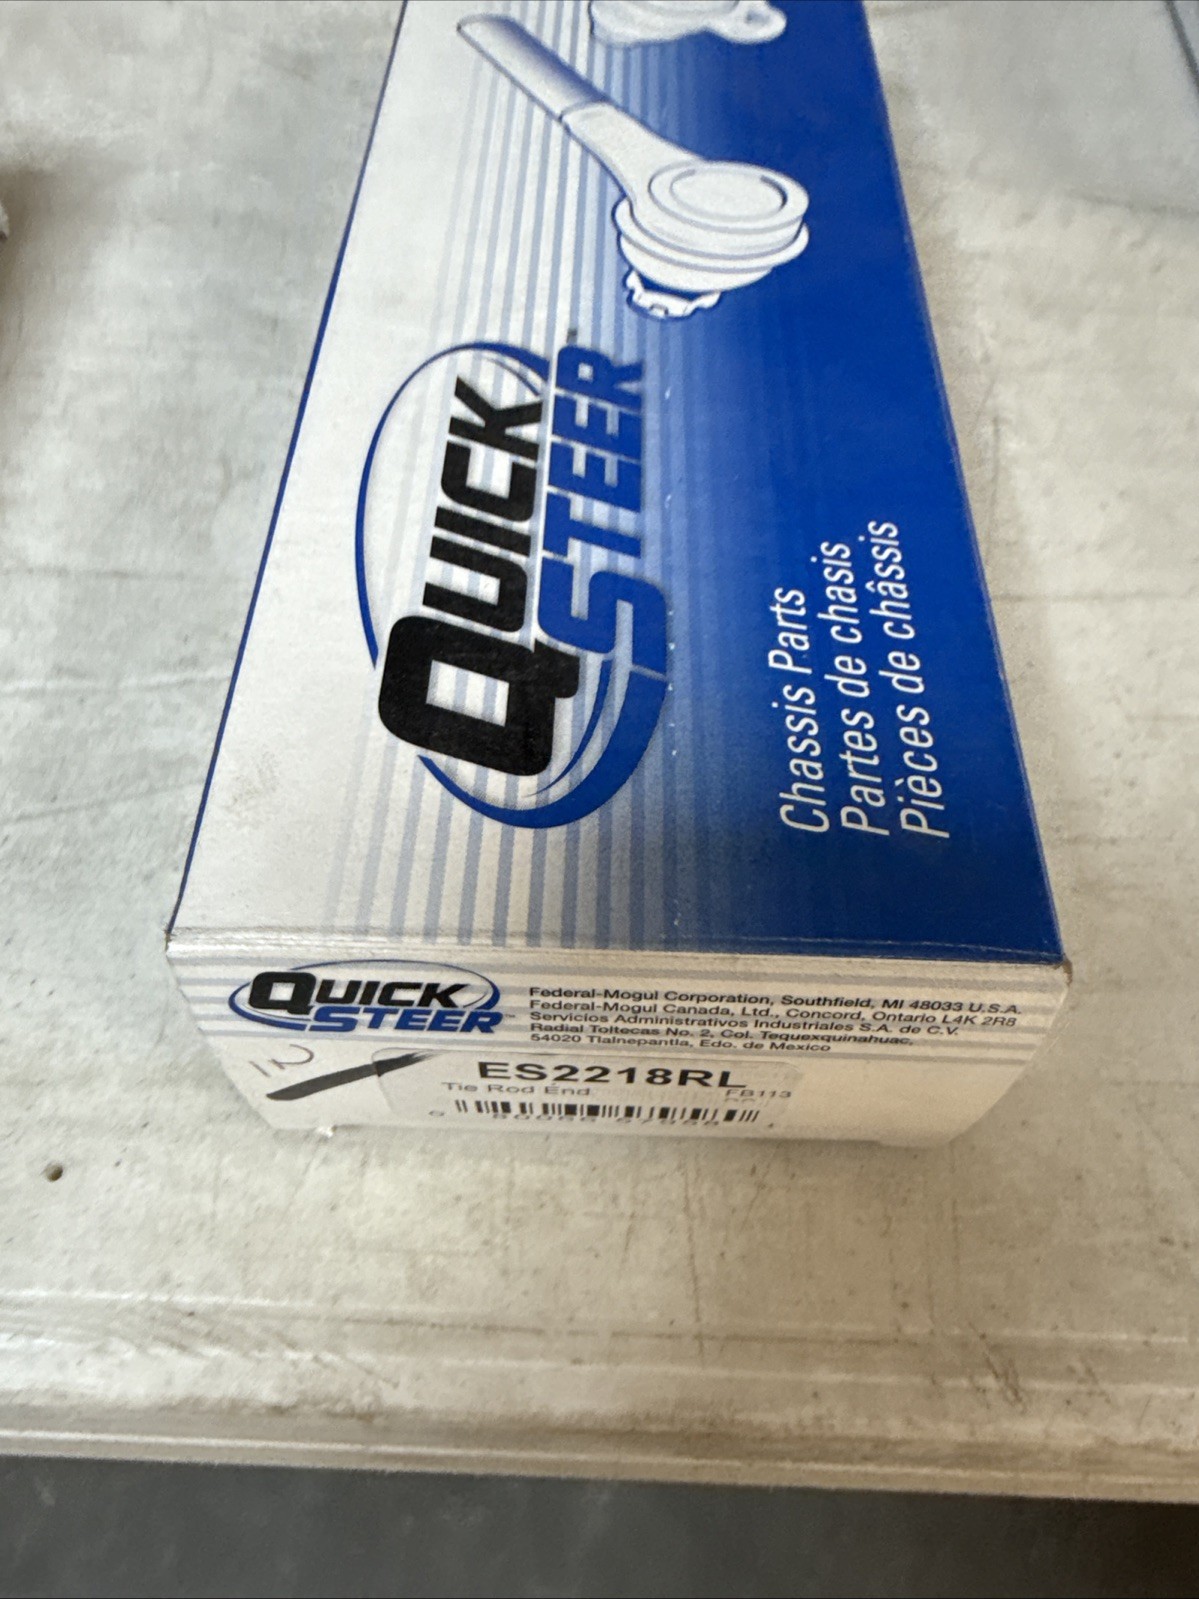 QUICK
STEER
Chassis Parts
Partes de chasis
Pièces de châssis
QUICK
STEER™
Federal-Mogul Corporation, Southfield, MI 48033 U.S.A.
Federal-Mogul Canada, Ltd., Concord, Ontario L4K 2R8
Servicios Administrativos Industriales S.A. de C.V.
Radial Toltecas No. 2, Col. Tequexquinahuac,
54020 Tlalnepantla, Edo. de Mexico
ES2218RL
Tie Rod End FB113